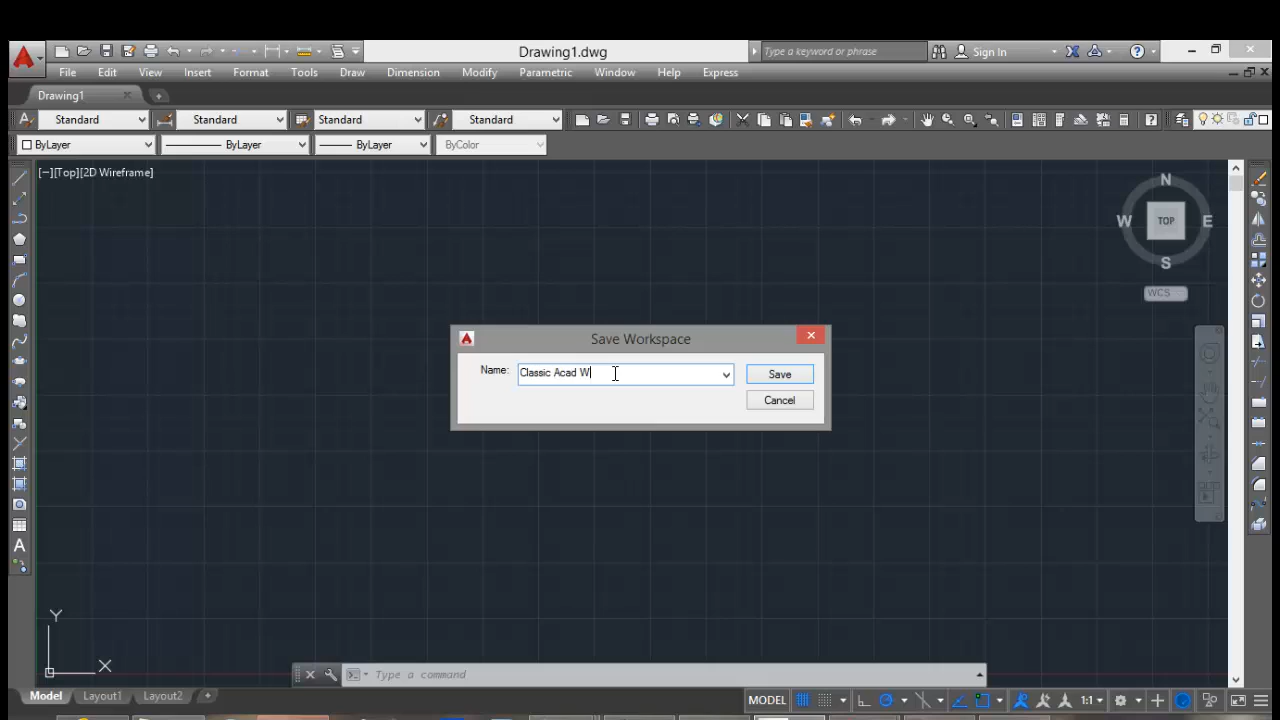 Drawing1.dwg
Type a keyword or phrase
Sign In
File Edit View Insert Format Tools Draw Dimension Modify Parametric Window Help Express
Drawing1
Standard Standard Standard Standard
ByLayer ByLayer ByLayer ByColor
[−][Top][2D Wireframe]
N
W TOP E
S
WCS
Save Workspace
Name: Classic Acad W Save
Cancel
Y
X
Type a command
Model Layout1 Layout2
MODEL 1:1